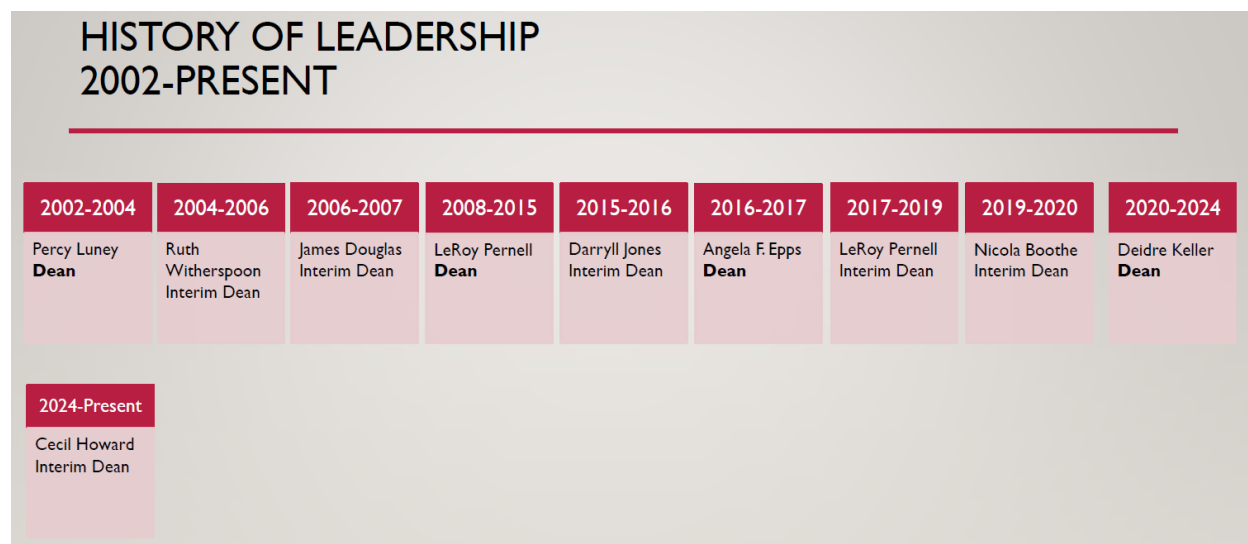 HISTORY OF LEADERSHIP
2002-PRESENT
2002-2004
Percy Luney
Dean
2004-2006
Ruth
Witherspoon
Interim Dean
2006-2007
James Douglas
Interim Dean
2008-2015
LeRoy Pernell
Dean
2015-2016
Darryll Jones
Interim Dean
2016-2017
Angela F. Epps
Dean
2017-2019
LeRoy Pernell
Interim Dean
2019-2020
Nicola Boothe
Interim Dean
2020-2024
Deidre Keller
Dean
2024-Present
Cecil Howard
Interim Dean